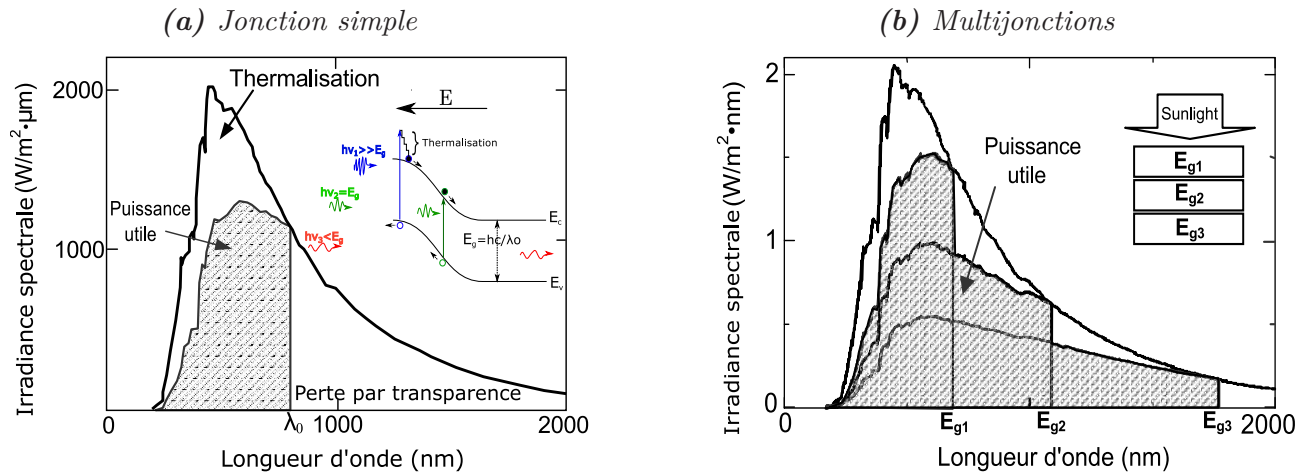 (a) Jonction simple
Irradiance spectrale(W/m²·µm)
2000
1000
0
Thermalisation
Puissance
utile
E
Thermalisation
hν₁>>Eg
hν₂=Eg
hν₃<Eg
Ec
Eg=hc/λo
Ev
Perte par transparence
0
λ₀
1000
2000
Longueur d'onde (nm)
(b) Multijonctions
Irradiance spectrale(W/m²·nm)
2
1
0
Puissance
utile
Sunlight
Eg1
Eg2
Eg3
0
Eg1
Eg2
Eg3
2000
Longueur d'onde (nm)